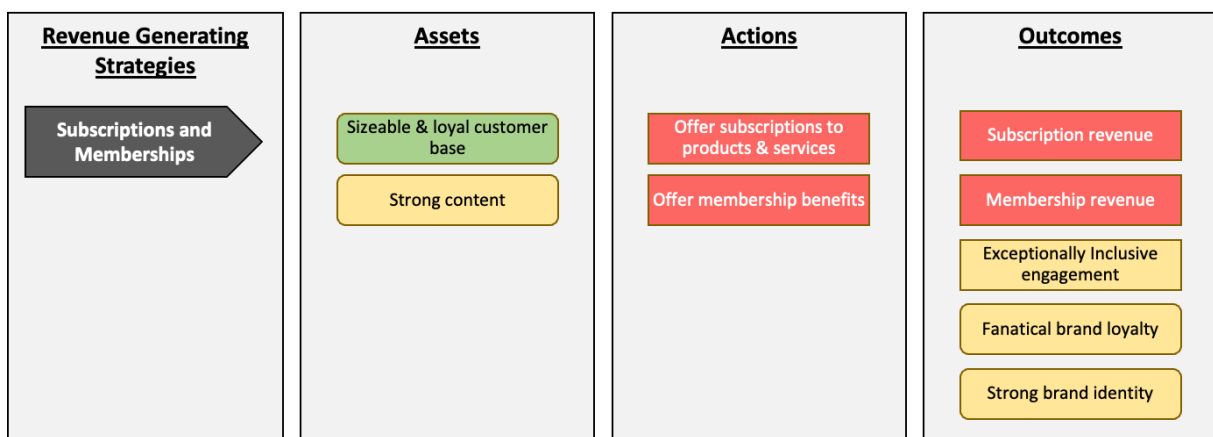 Revenue Generating
Strategies
Subscriptions and
Memberships
Assets
Sizeable & loyal customer
base
Strong content
Actions
Offer subscriptions to
products & services
Offer membership benefits
Outcomes
Subscription revenue
Membership revenue
Exceptionally Inclusive
engagement
Fanatical brand loyalty
Strong brand identity